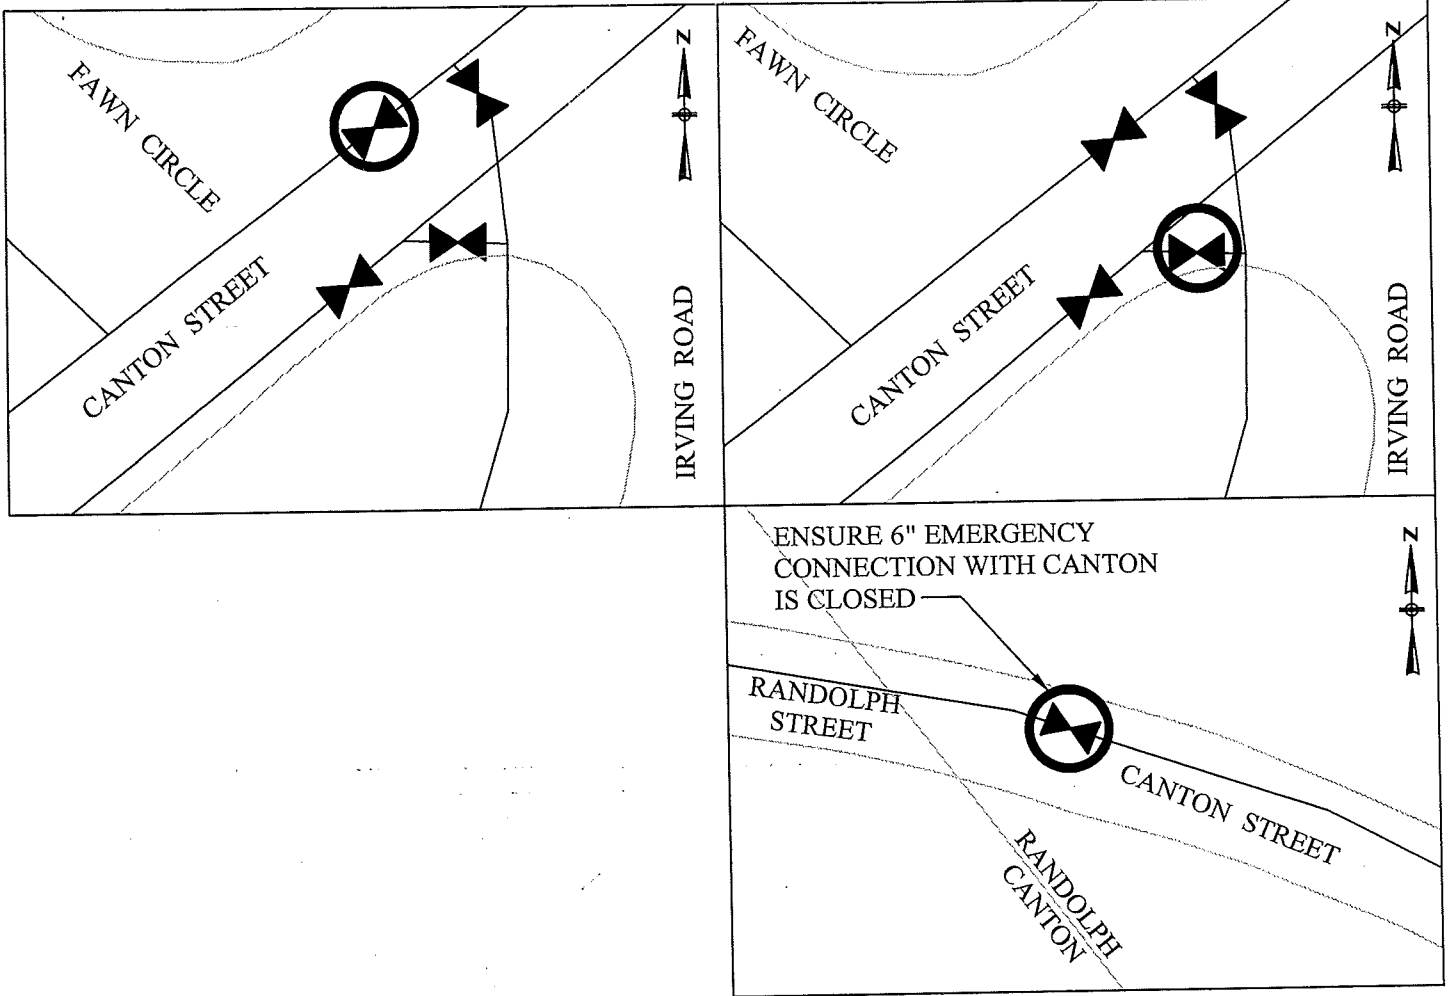 FAWN CIRCLE
N
CANTON STREET
IRVING ROAD
FAWN CIRCLE
N
CANTON STREET
IRVING ROAD
ENSURE 6" EMERGENCY
CONNECTION WITH CANTON
IS CLOSED
N
RANDOLPH
STREET
CANTON STREET
RANDOLPH
CANTON